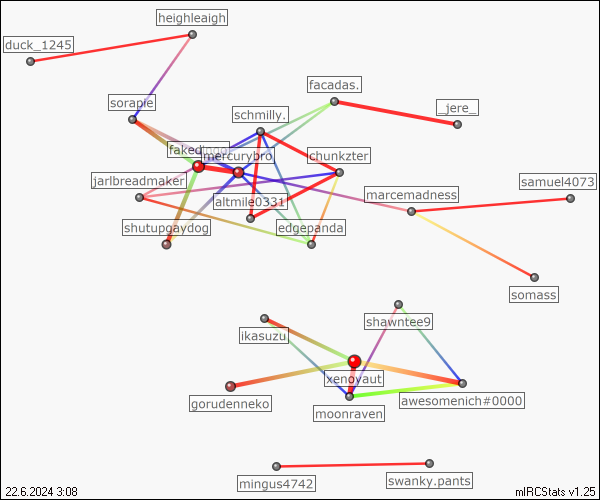 heighleaigh
duck_1245
facadas.
sorapie
schmilly.
_jere_
mercurybro.
chunkzter
jarlbreadmaker
samuel4073
marcemadness
altmile0331
shutupgaydog
edgepanda
somass
shawntee9
ikasuzu
xenoyaut
awesomenich#0000
gorudenneko
moonraven
swanky.pants
mingus4742
22.6.2024 3:08
mIRCStats v1.25